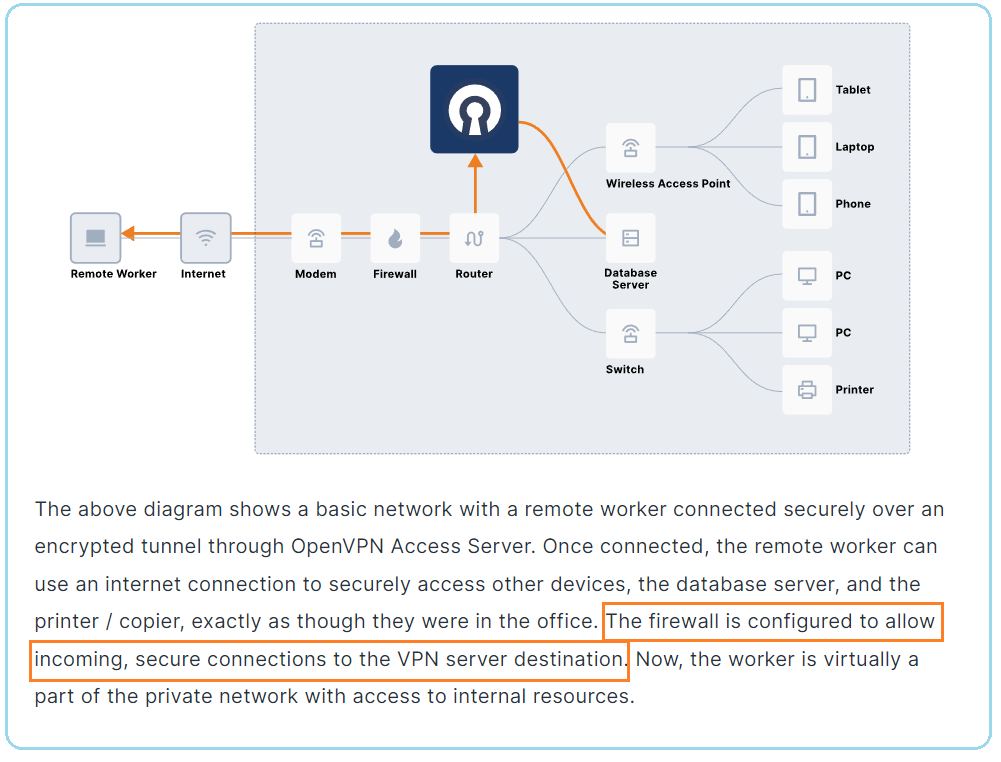 Tablet
Laptop
Wireless Access Point
Phone
Remote Worker
Internet
Modem
Firewall
Router
Database
Server
PC
PC
Switch
Printer
The above diagram shows a basic network with a remote worker connected securely over an
encrypted tunnel through OpenVPN Access Server. Once connected, the remote worker can
use an internet connection to securely access other devices, the database server, and the
printer / copier, exactly as though they were in the office. The firewall is configured to allow
incoming, secure connections to the VPN server destination. Now, the worker is virtually a
part of the private network with access to internal resources.